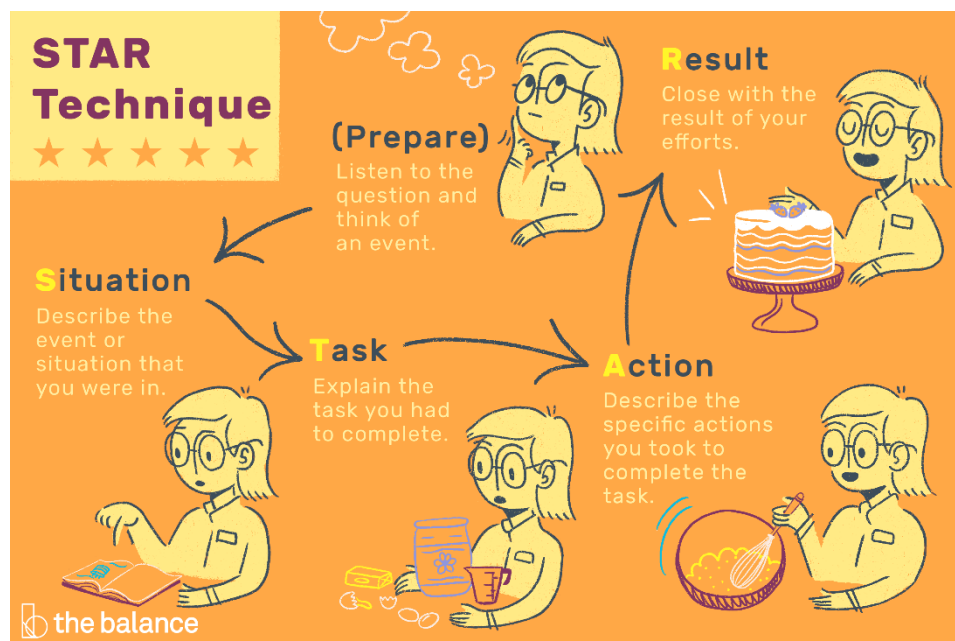 STAR
Technique
(Prepare)
Listen to the
question and
think of
an event.
Situation
Describe the
event or
situation that
you were in.
Task
Explain the
task you had
to complete.
Action
Describe the
specific actions
you took to
complete the
task.
Result
Close with the
result of your
efforts.
the balance